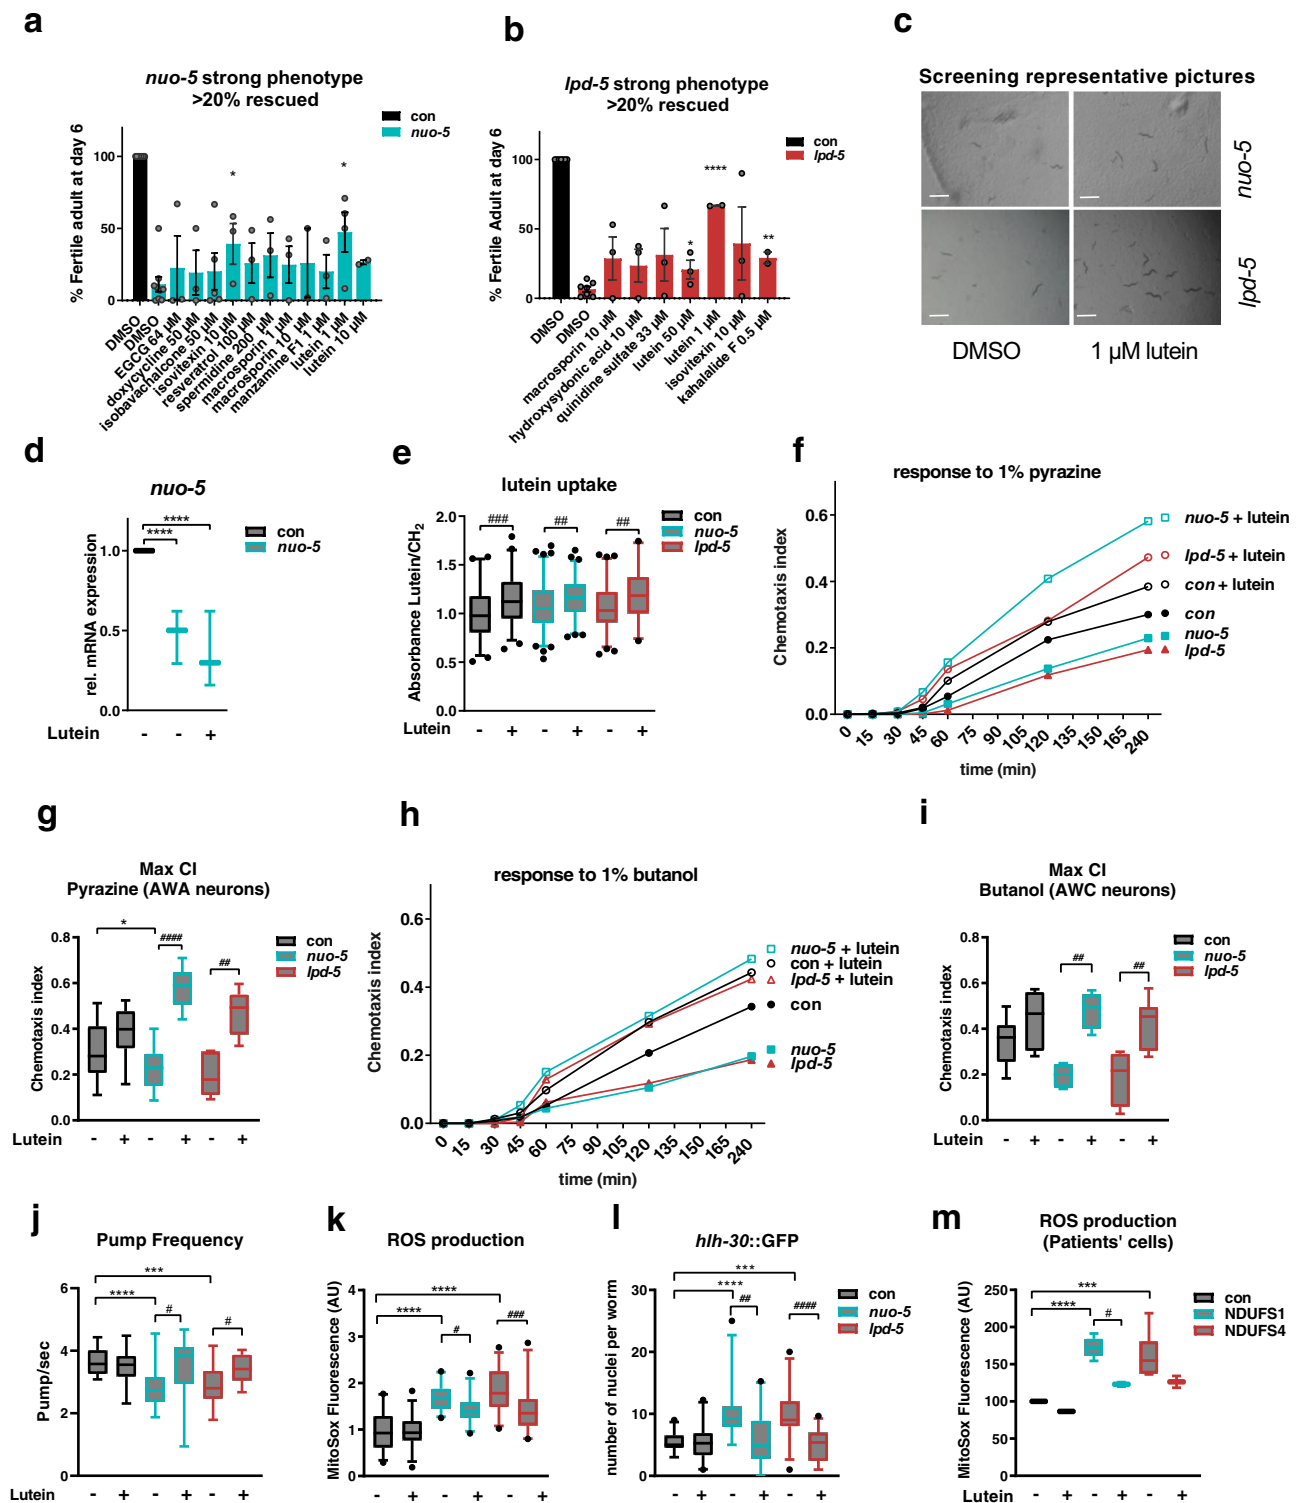 a
nuo-5 strong phenotype
>20% rescued
con
nuo-5
% Fertile Adult at day 6
100
50
0
*
*
DMSO
DMSO
EGCG 64 µM
doxycycline 50 µM
isobavachalcone 50 µM
isovitexin 10 µM
resveratrol 100 µM
spermidine 200 µM
macrosporin 1 µM
macrosporin 10 µM
manzamine F1 1 µM
lutein 1 µM
lutein 10 µM
b
lpd-5 strong phenotype
>20% rescued
con
lpd-5
% Fertile Adult at day 6
100
50
0
*
****
**
DMSO
DMSO
macrosporin 10 µM
hydroxysydonic acid 10 µM
quinidine sulfate 33 µM
lutein 50 µM
lutein 1 µM
isovitexin 10 µM
kahalalide F 0.5 µM
c
Screening representative pictures
nuo-5
lpd-5
DMSO
1 µM lutein
d
nuo-5
con
nuo-5
****
****
rel. mRNA expression
1.0
0.5
0.0
Lutein - - +
e
lutein uptake
con
nuo-5
lpd-5
### ## ##
Absorbance Lutein/CH2
2.0
1.5
1.0
0.5
0.0
Lutein - + - + - +
f
response to 1% pyrazine
Chemotaxis index
0.6
0.4
0.2
0.0
nuo-5 + lutein
lpd-5 + lutein
con + lutein
con
nuo-5
lpd-5
0 15 30 45 60 75 90 105 120 135 150 165 240
time (min)
g
Max CI
Pyrazine (AWA neurons)
con
nuo-5
lpd-5
* #### ##
Chemotaxis index
0.8
0.6
0.4
0.2
0.0
Lutein - + - + - +
h
response to 1% butanol
Chemotaxis index
0.6
0.4
0.2
0.0
nuo-5 + lutein
con + lutein
lpd-5 + lutein
con
nuo-5
lpd-5
0 15 30 45 60 75 90 105 120 135 150 165 240
time (min)
i
Max CI
Butanol (AWC neurons)
con
nuo-5
lpd-5
## ##
Chemotaxis index
0.8
0.6
0.4
0.2
0.0
Lutein - + - + - +
j
Pump Frequency
***
****
# #
Pump/sec
6
4
2
0
Lutein - + - + - +
k
ROS production
****
****
# ###
MitoSox Fluorescence (AU)
4
3
2
1
0
- + - + - +
l
hlh-30::GFP
con
nuo-5
lpd-5
***
****
## ####
number of nuclei per worm
30
20
10
0
- + - + - +
m
ROS production
(Patients' cells)
con
NDUFS1
NDUFS4
***
****
#
MitoSox Fluorescence (AU)
250
200
150
100
50
0
Lutein - + - + - +